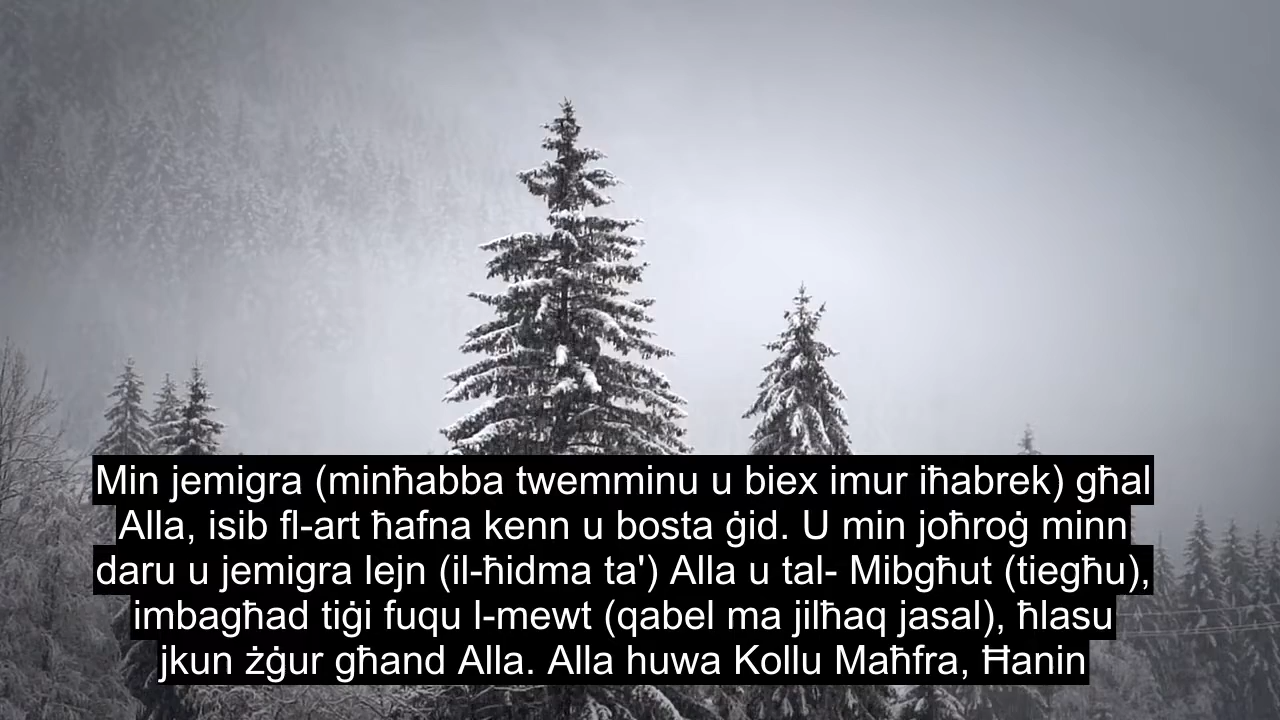 Min jemigra (minħabba twemminu u biex imur iħabrek) għal
Alla, isib fl-art ħafna kenn u bosta ġid. U min joħroġ minn
daru u jemigra lejn (il-ħidma ta') Alla u tal- Mibgħut (tiegħu),
imbagħad tiġi fuqu l-mewt (qabel ma jilħaq jasal), ħlasu
jkun żġur għand Alla. Alla huwa Kollu Maħfra, Ħanin